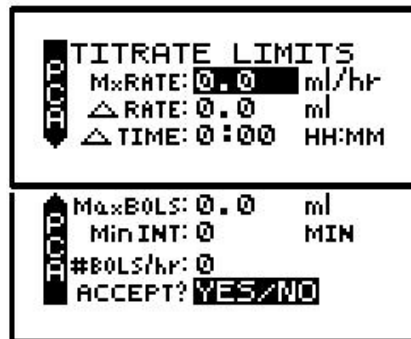 PCA
TITRATE LIMITS
MxRATE: 0.0 ml/hr
△ RATE: 0.0 ml
△ TIME: 0:00 HH:MM
PCA
MaxBOLS: 0.0 ml
Min INT: 0 MIN
#BOLS/hr: 0
ACCEPT? YES/NO